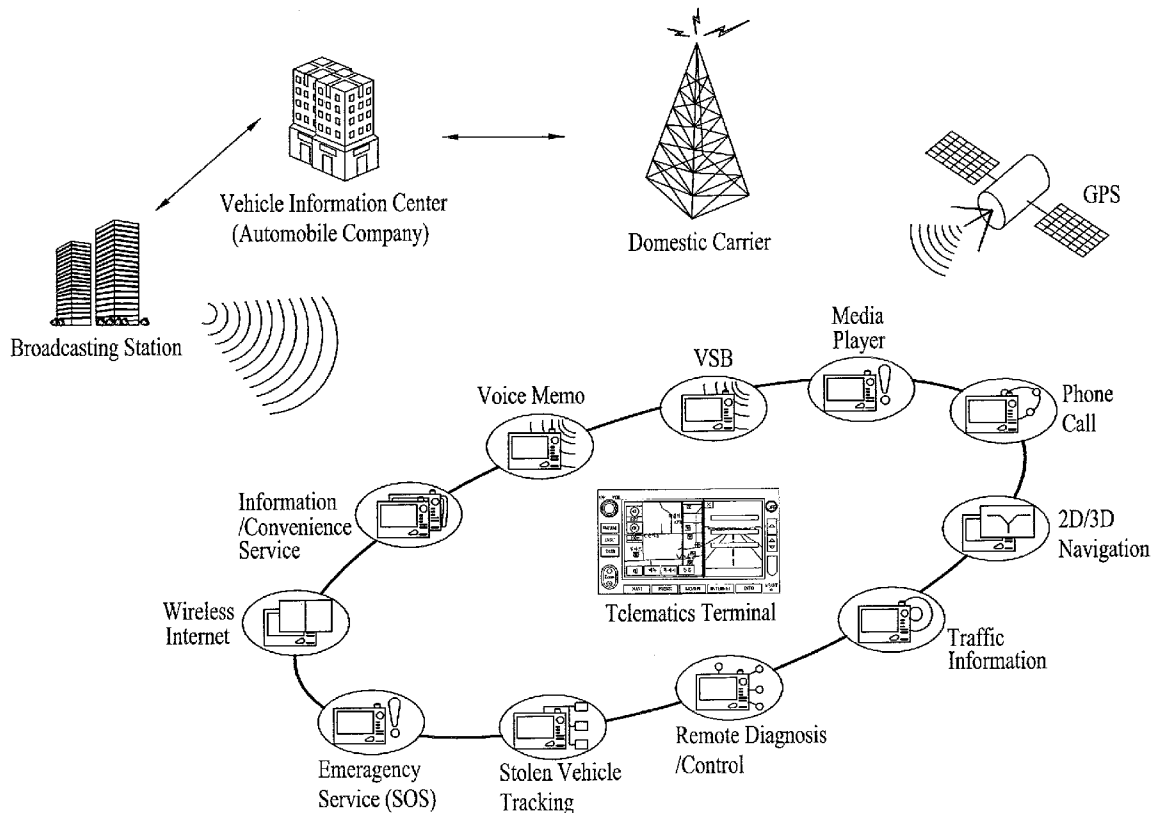 Vehicle Information Center
(Automobile Company)
Domestic Carrier
GPS
Broadcasting Station
Media
Player
VSB
Phone
Call
Voice Memo
Information
/Convenience
Service
2D/3D
Navigation
Telematics Terminal
Wireless
Internet
Traffic
Information
Remote Diagnosis
/Control
Emeragency
Service (SOS)
Stolen Vehicle
Tracking